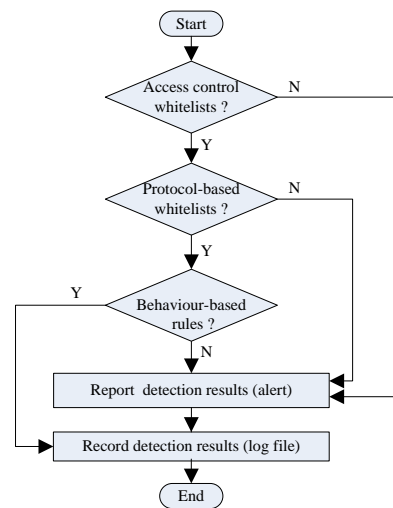 Start
Access control
whitelists ?
N
Y
Protocol-based
whitelists ?
N
Y
Y
Behaviour-based
rules ?
N
Report detection results (alert)
Record detection results (log file)
End